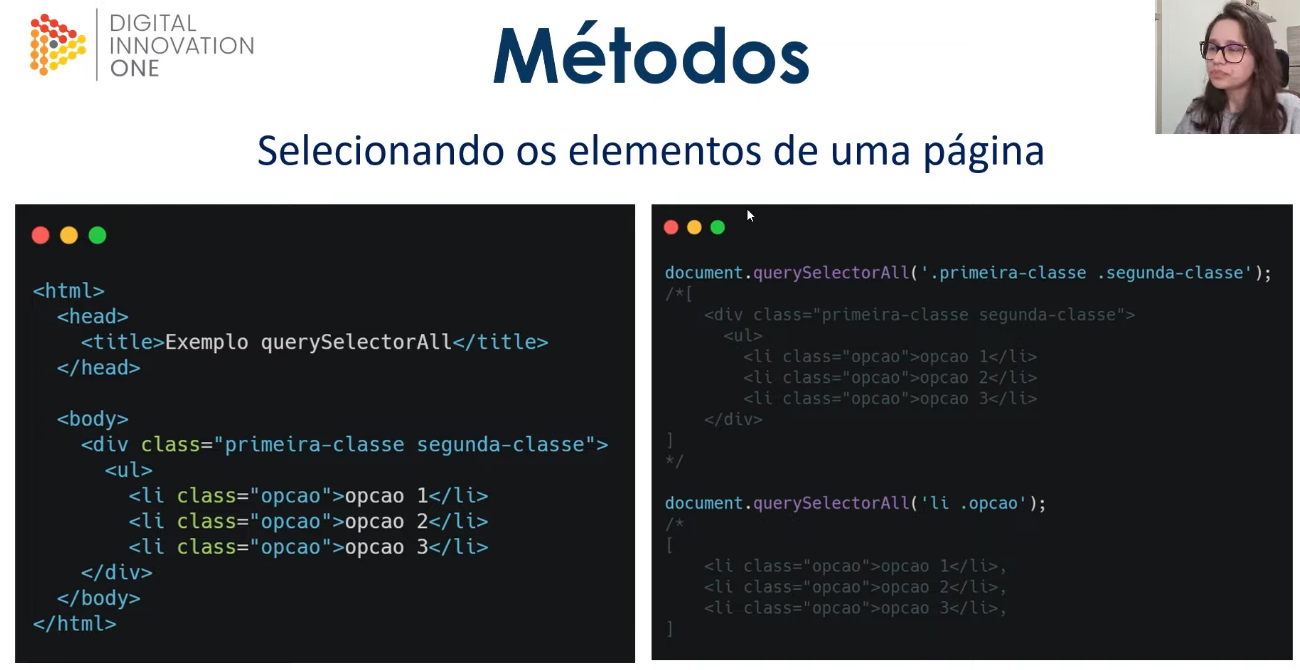 DIGITAL
INNOVATION
ONE
Métodos
Selecionando os elementos de uma página
<html>
<head>
<title>Exemplo querySelectorAll</title>
</head>
<body>
<div class="primeira-classe segunda-classe">
<ul>
<li class="opcao">opcao 1</li>
<li class="opcao">opcao 2</li>
<li class="opcao">opcao 3</li>
</div>
</body>
</html>
document.querySelectorAll('.primeira-classe .segunda-classe');
/*[
<div class="primeira-classe segunda-classe">
<ul>
<li class="opcao">opcao 1</li>
<li class="opcao">opcao 2</li>
<li class="opcao">opcao 3</li>
</div>
]
*/
document.querySelectorAll('li .opcao');
/*
[
<li class="opcao">opcao 1</li>,
<li class="opcao">opcao 2</li>,
<li class="opcao">opcao 3</li>,
]